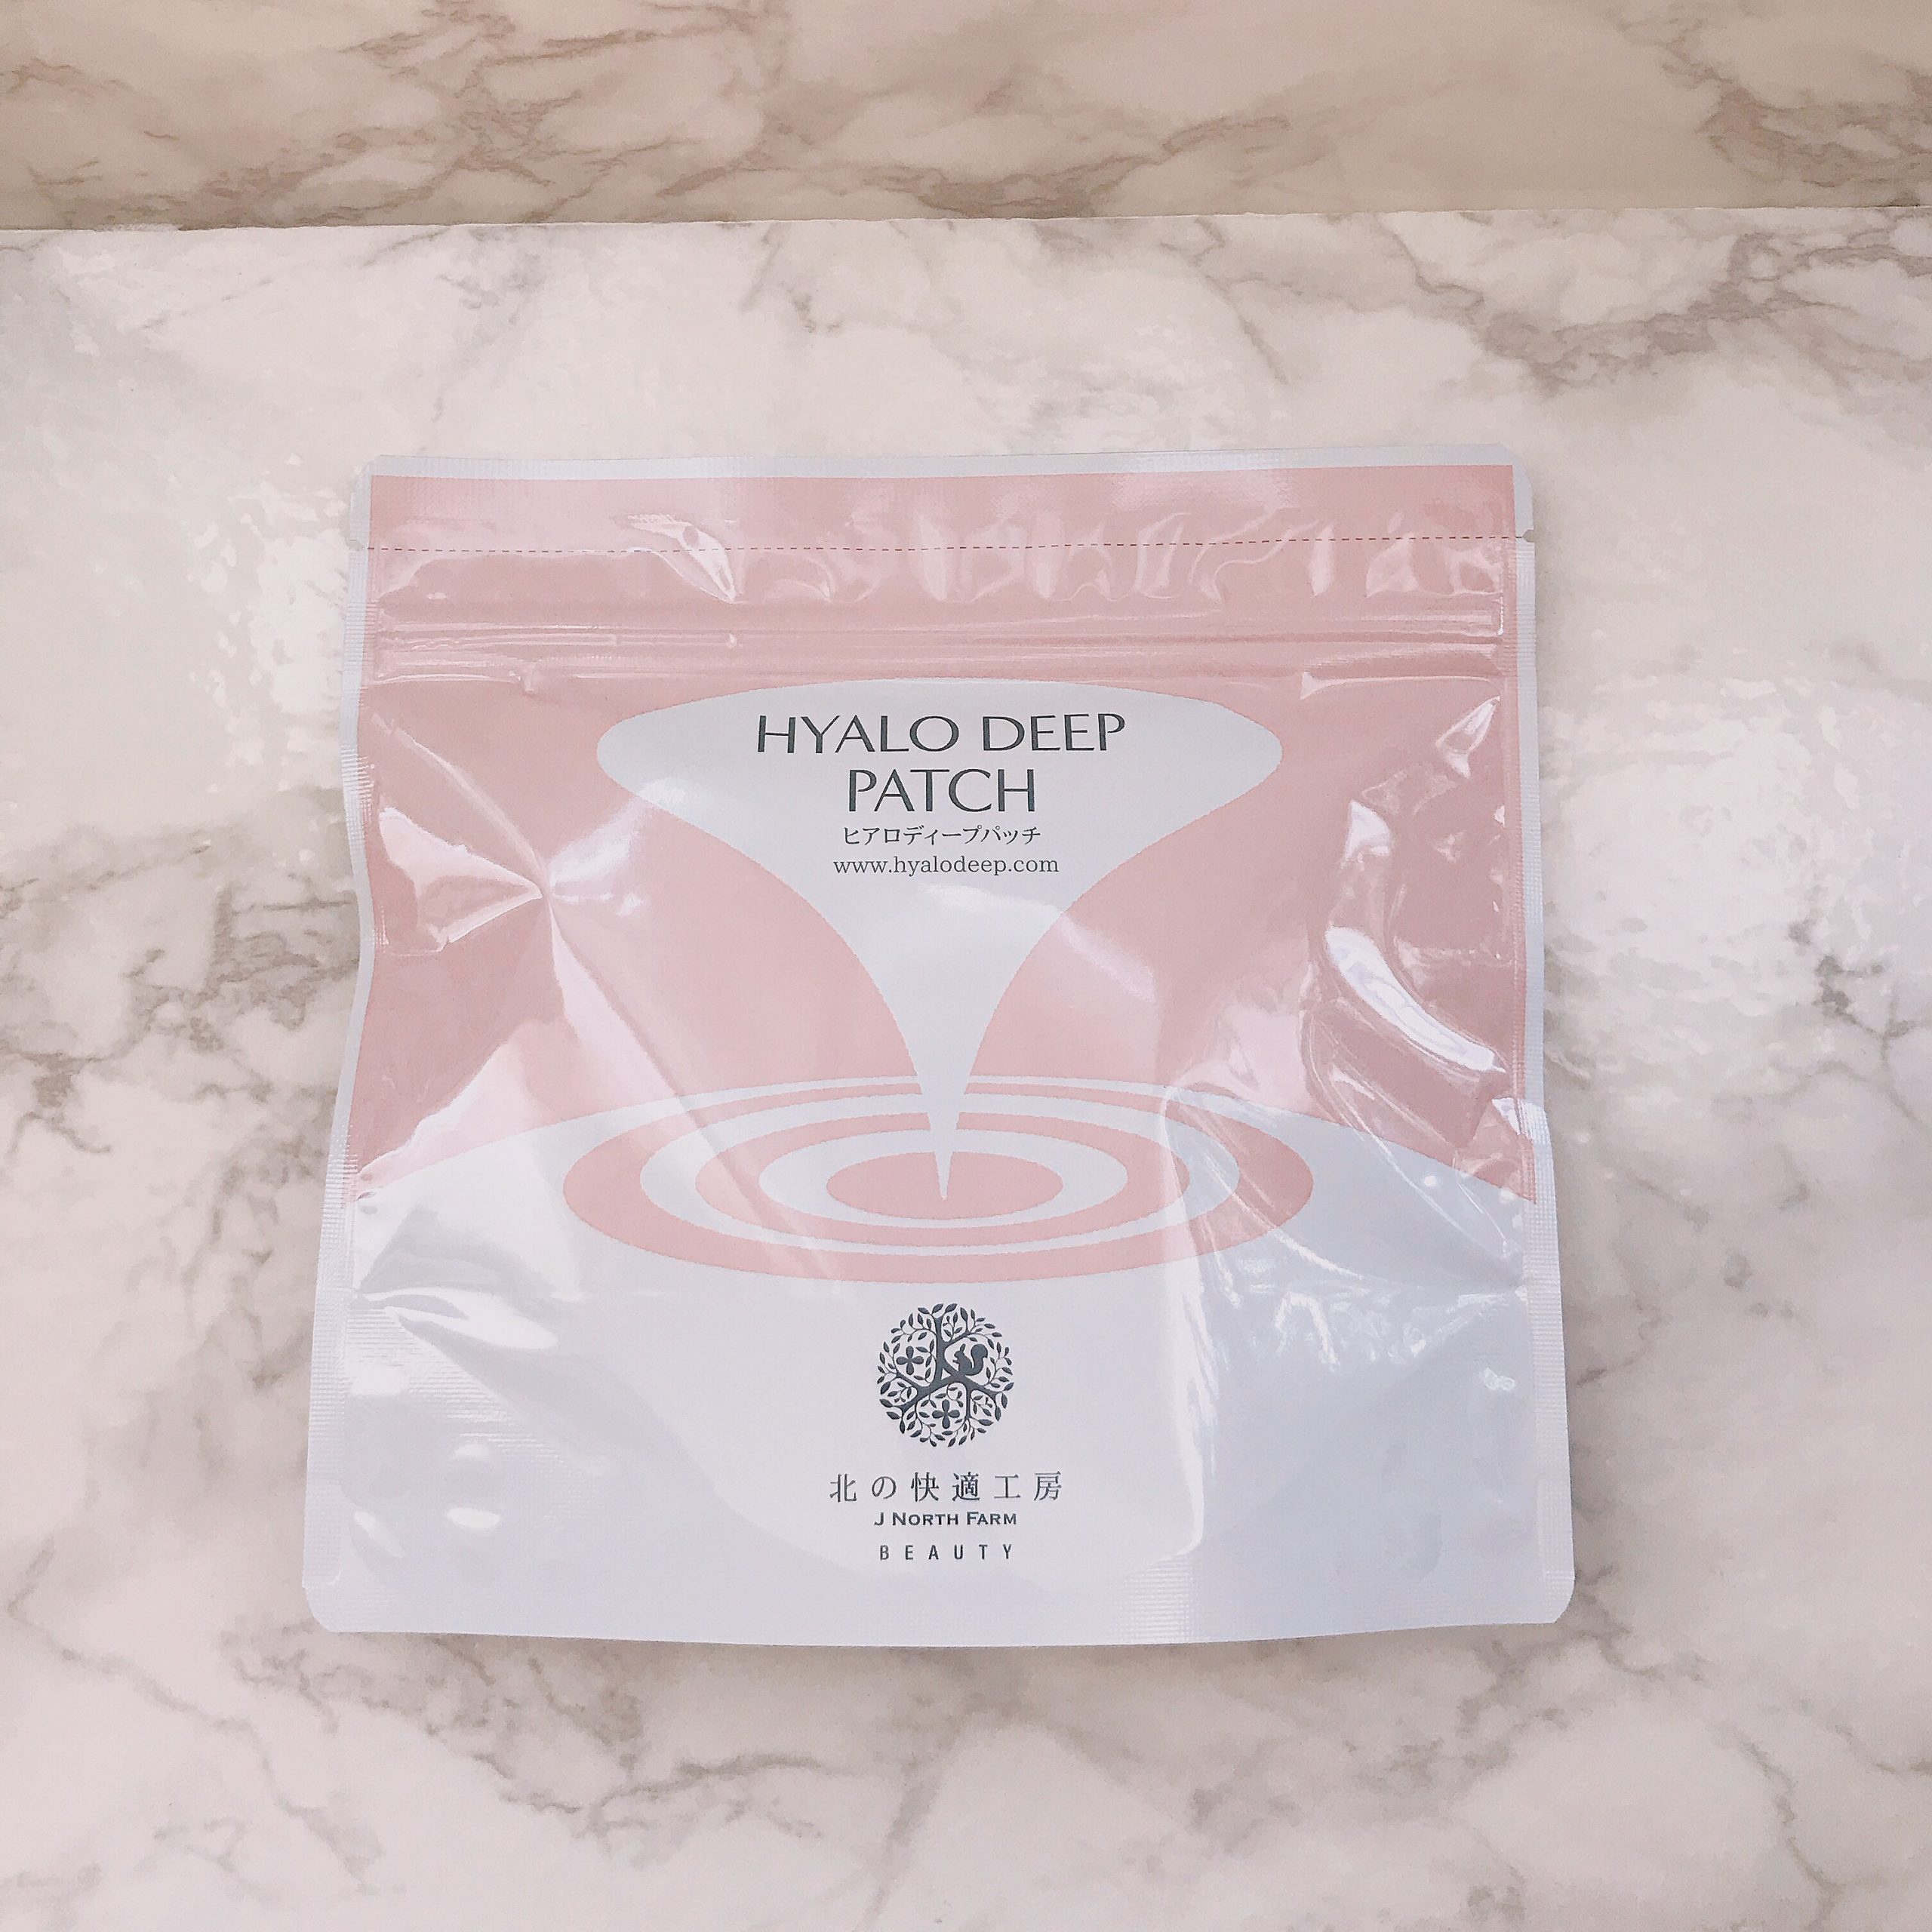 HYALO DEEP
PATCH
ヒアロディープパッチ
www.hyalodeep.com
北の快適工房
J NORTH FARM
BEAUTY